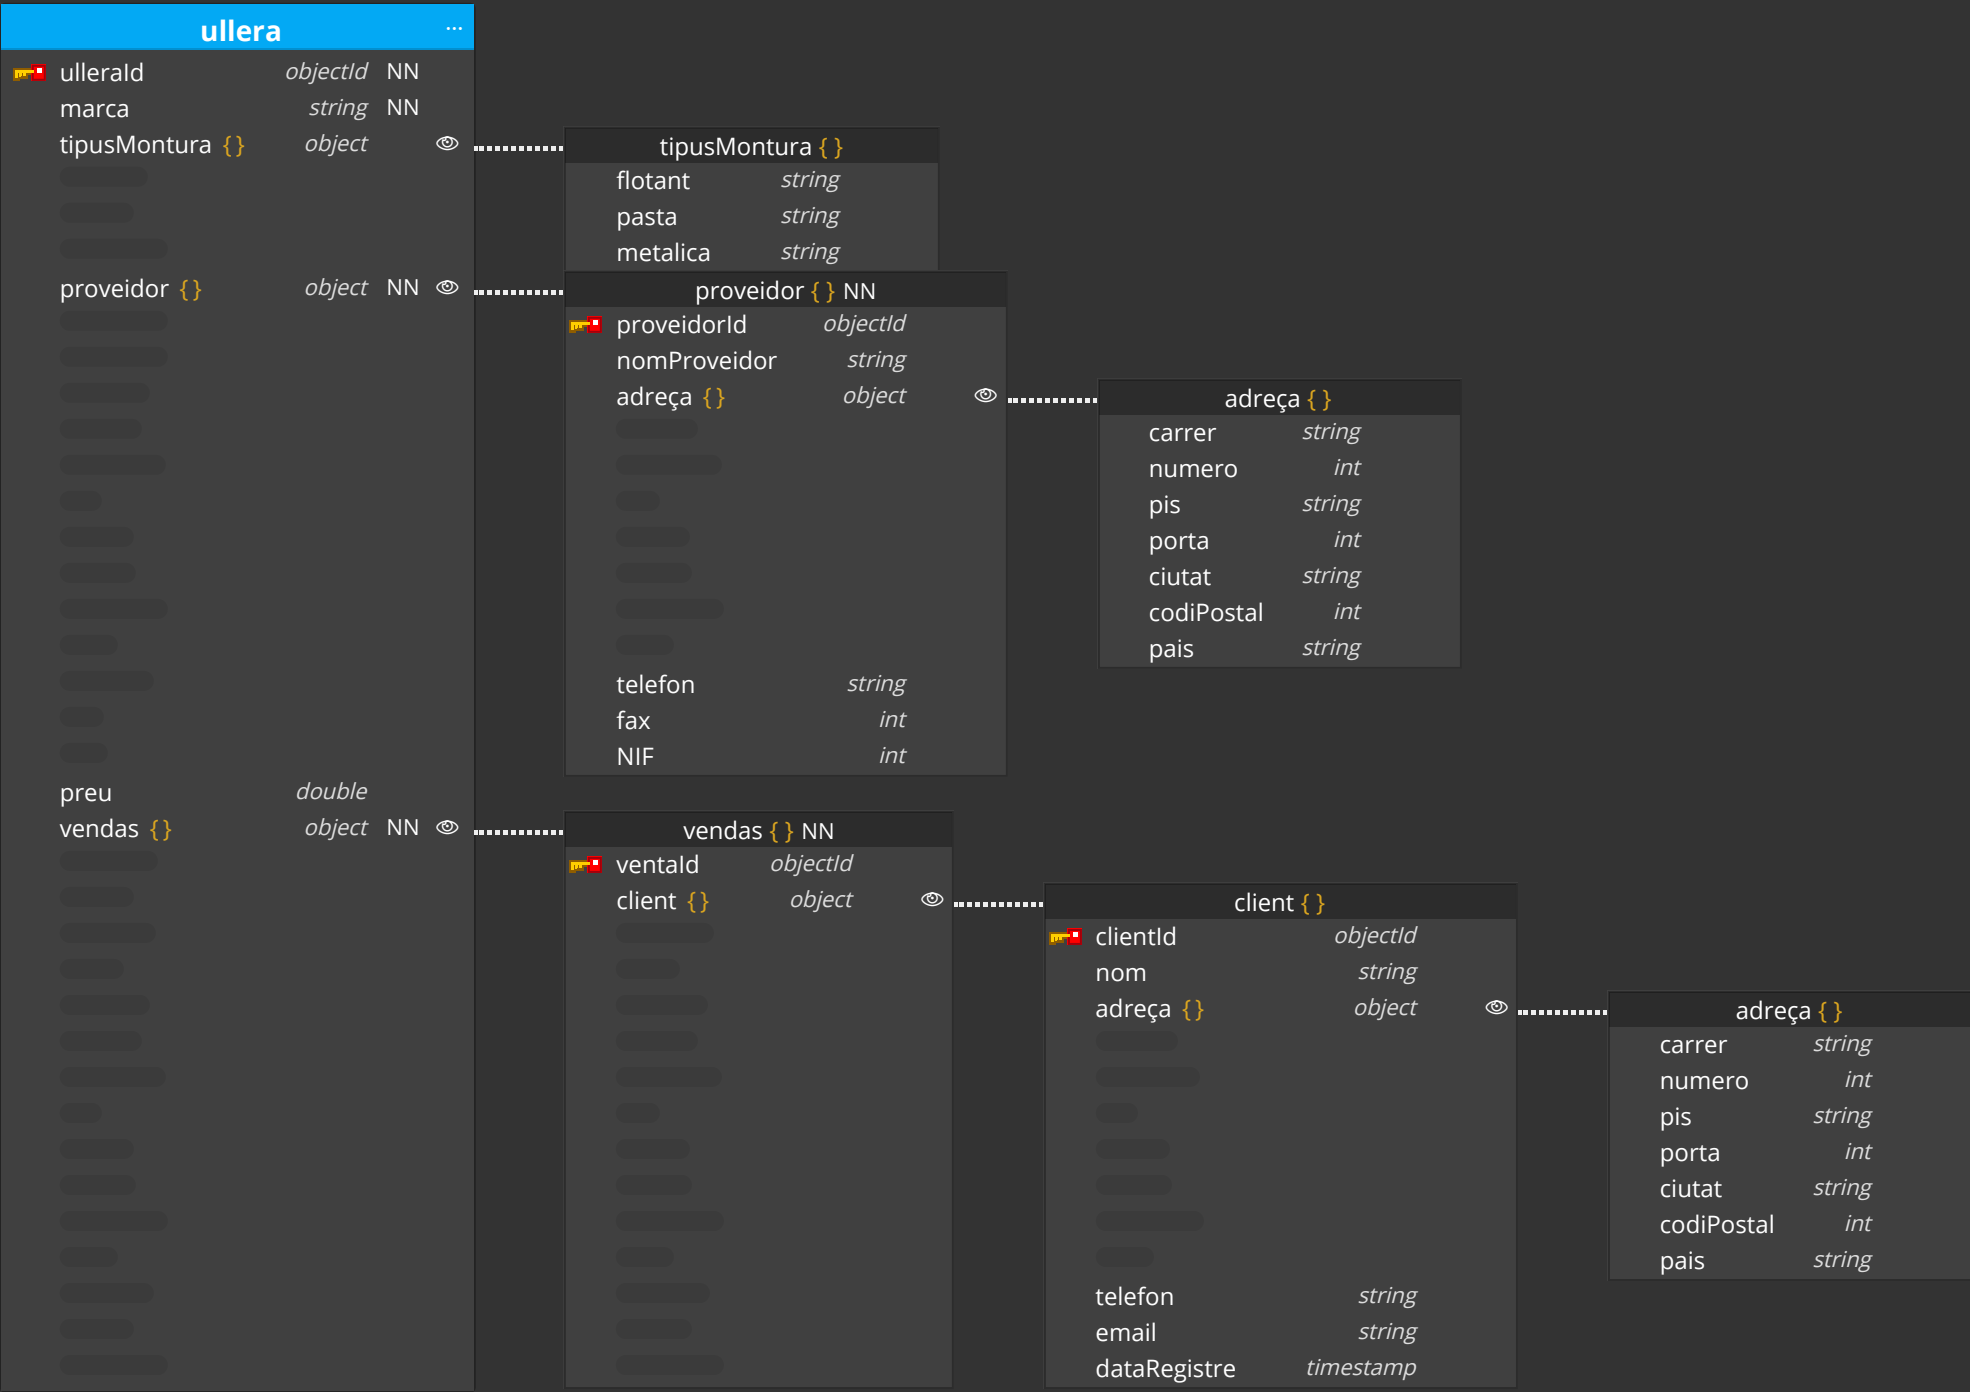 ullera ...
ulleraId objectId NN
marca string NN
tipusMontura {} object
proveidor {} object NN
preu double
vendas {} object NN
tipusMontura { }
flotant string
pasta string
metalica string
proveidor { } NN
proveidorId objectId
nomProveidor string
adreça {} object
telefon string
fax int
NIF int
adreça { }
carrer string
numero int
pis string
porta int
ciutat string
codiPostal int
pais string
vendas { } NN
ventaId objectId
client {} object
client { }
clientId objectId
nom string
adreça {} object
telefon string
email string
dataRegistre timestamp
adreça { }
carrer string
numero int
pis string
porta int
ciutat string
codiPostal int
pais string